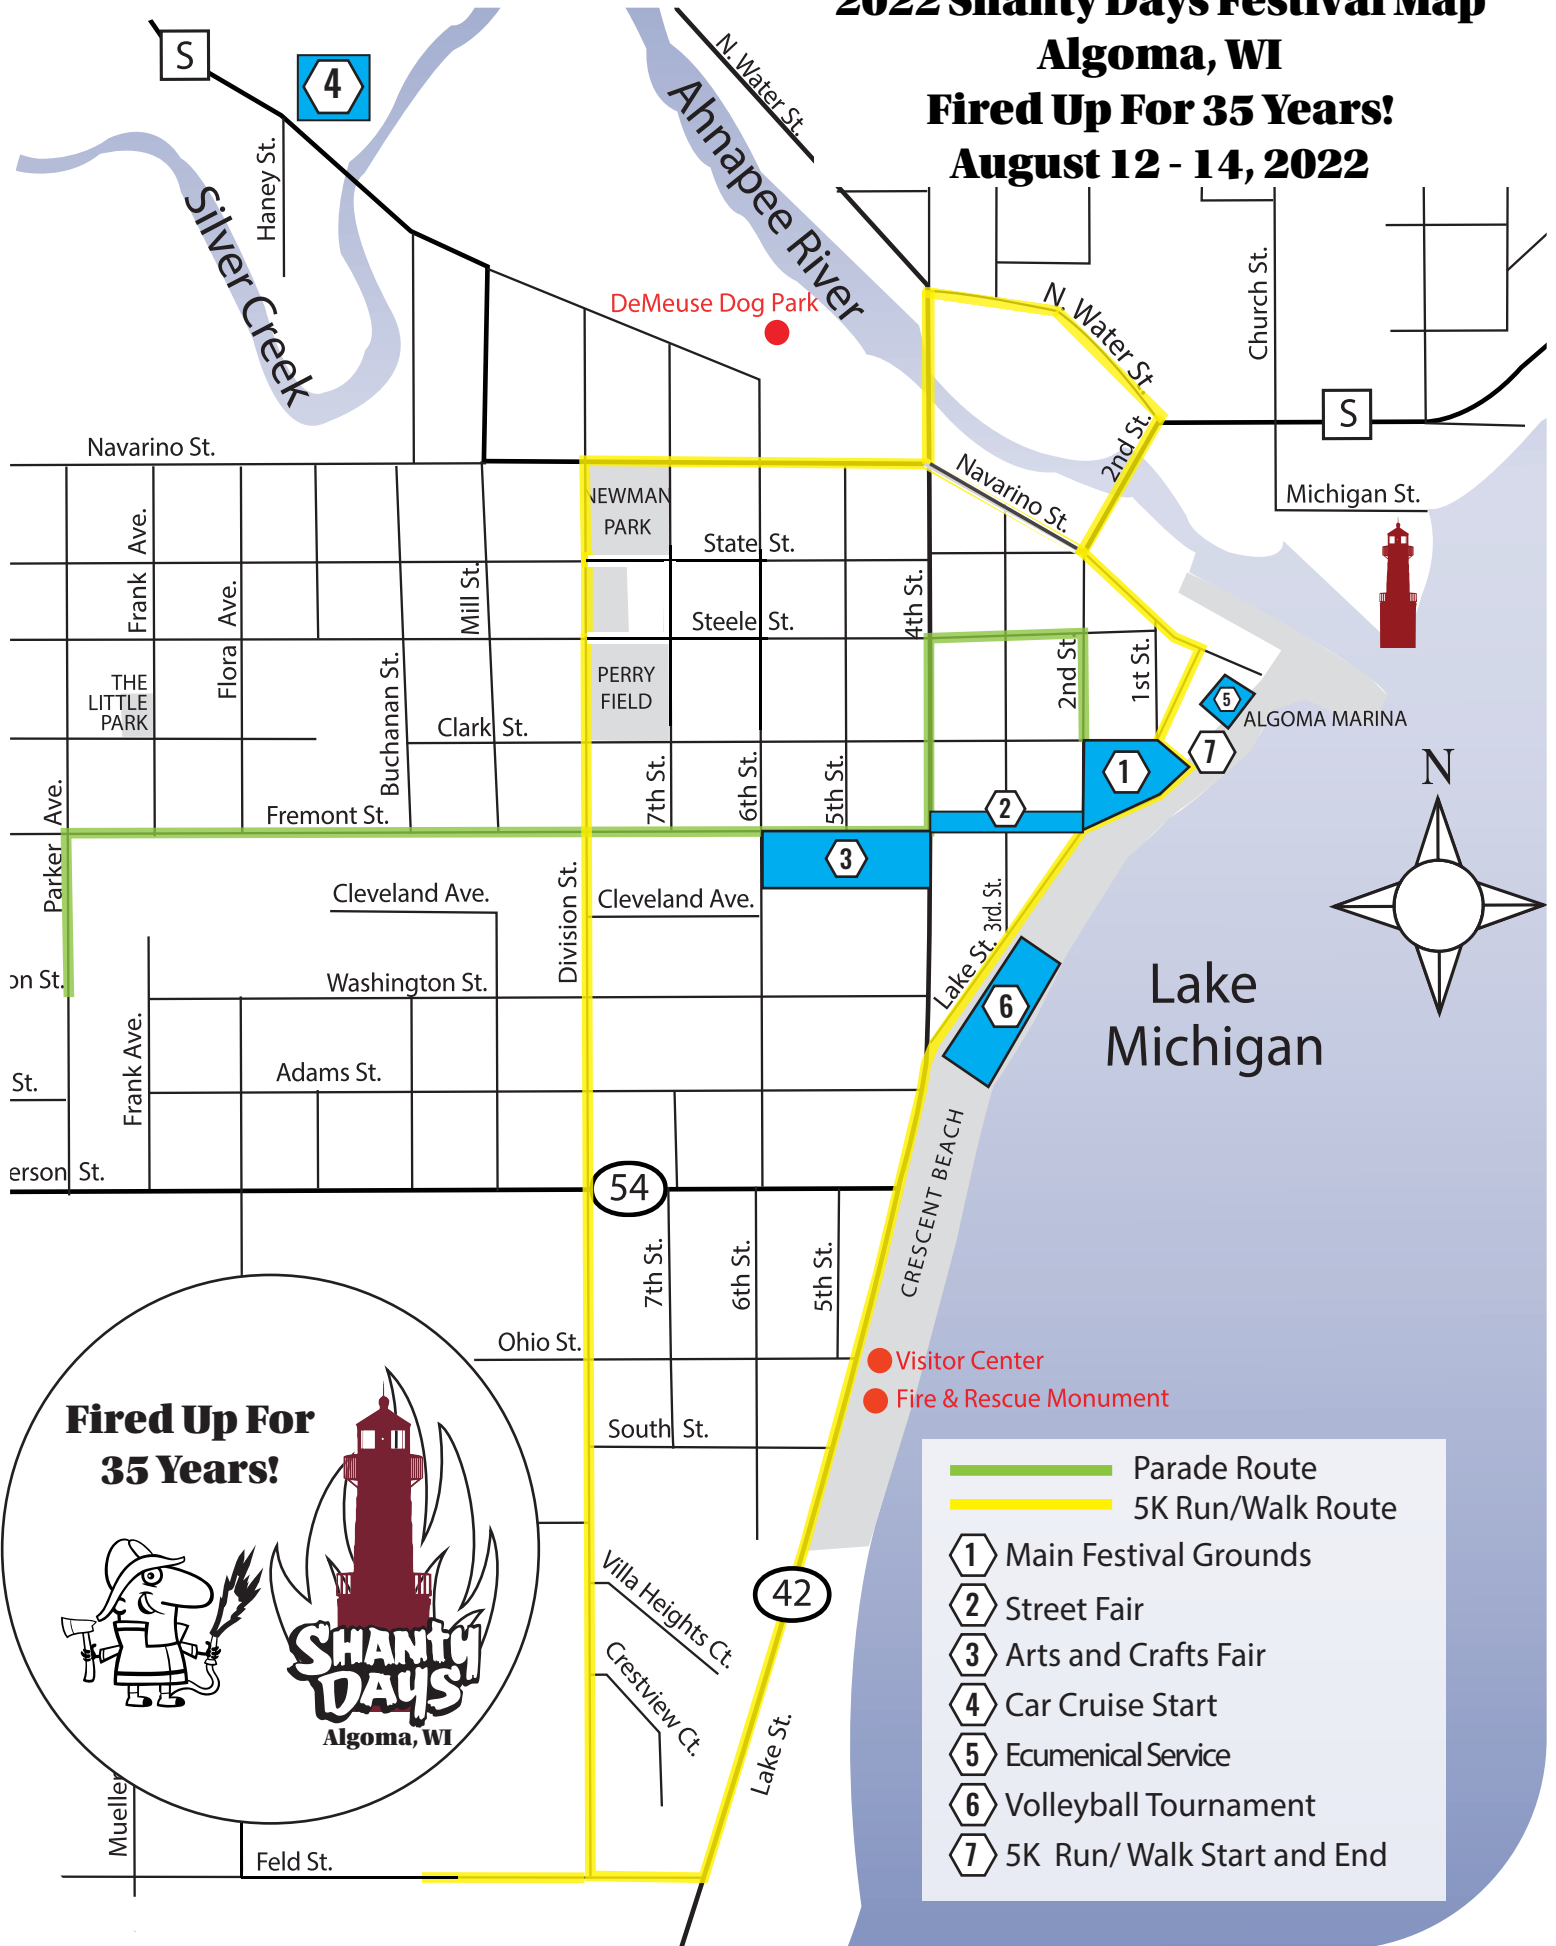 2022 Shanty Days Festival Map
Algoma, WI
Fired Up For 35 Years!
August 12 - 14, 2022
S
4
N. Water St.
Haney St.
Silver Creek
Ahnapee River
DeMeuse Dog Park
N. Water St.
Church St.
S
2nd St.
Navarino St.
Navarino St.
Michigan St.
NEWMAN
PARK
State St.
Frank Ave.
Flora Ave.
Mill St.
Steele St.
4th St.
2nd St.
1st St.
THE
LITTLE
PARK
Buchanan St.
PERRY
FIELD
Clark St.
5
ALGOMA MARINA
7
1
N
7th St.
6th St.
5th St.
2
Parker Ave.
Fremont St.
3
Cleveland Ave.
Division St.
Cleveland Ave.
3rd. St.
Lake St.
6
on St.
Washington St.
Lake
Michigan
St.
Frank Ave.
Adams St.
erson St.
54
CRESCENT BEACH
7th St.
6th St.
5th St.
Ohio St.
Visitor Center
Fire & Rescue Monument
South St.
Fired Up For
35 Years!
SHANTY
DAYS
Algoma, WI
Villa Heights Ct.
42
Crestview Ct.
Lake St.
Mueller
Feld St.
Parade Route
5K Run/Walk Route
1 Main Festival Grounds
2 Street Fair
3 Arts and Crafts Fair
4 Car Cruise Start
5 Ecumenical Service
6 Volleyball Tournament
7 5K Run/ Walk Start and End